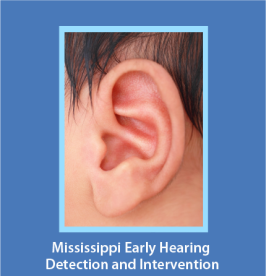 Mississippi Early Hearing
Detection and Intervention